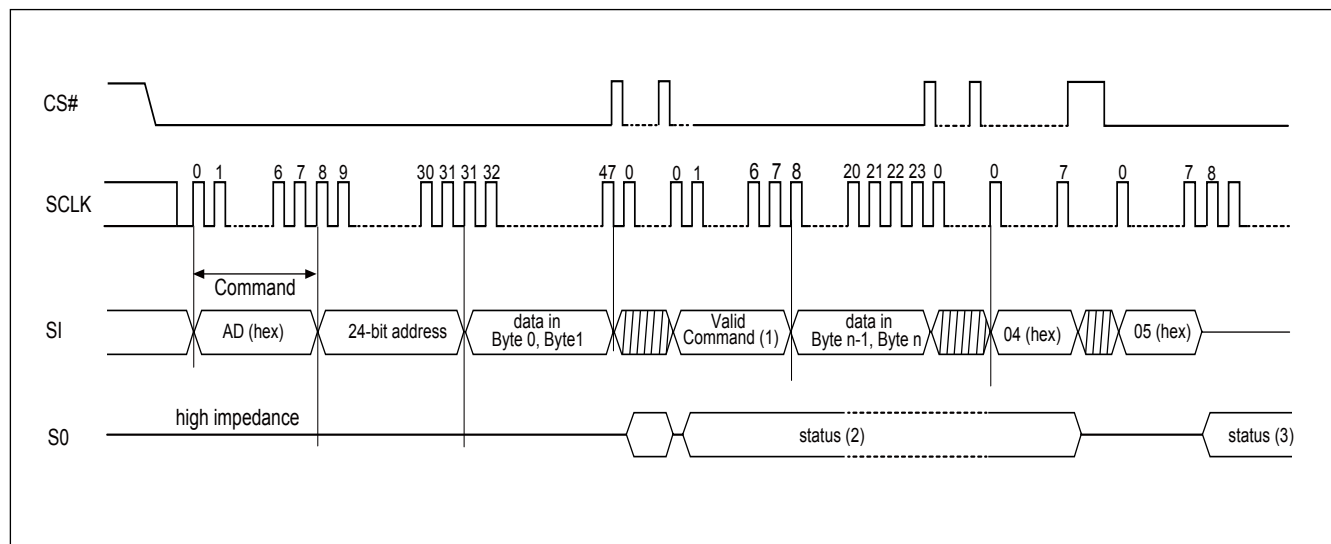 CS#
0 1 6 7 8 9 30 31 31 32 47 0 0 1 6 7 8 20 21 22 23 0 0 7 0 7 8
SCLK
Command
SI
AD (hex)
24-bit address
data in
Byte 0, Byte1
Valid
Command (1)
data in
Byte n-1, Byte n
04 (hex)
05 (hex)
high impedance
S0
status (2)
status (3)